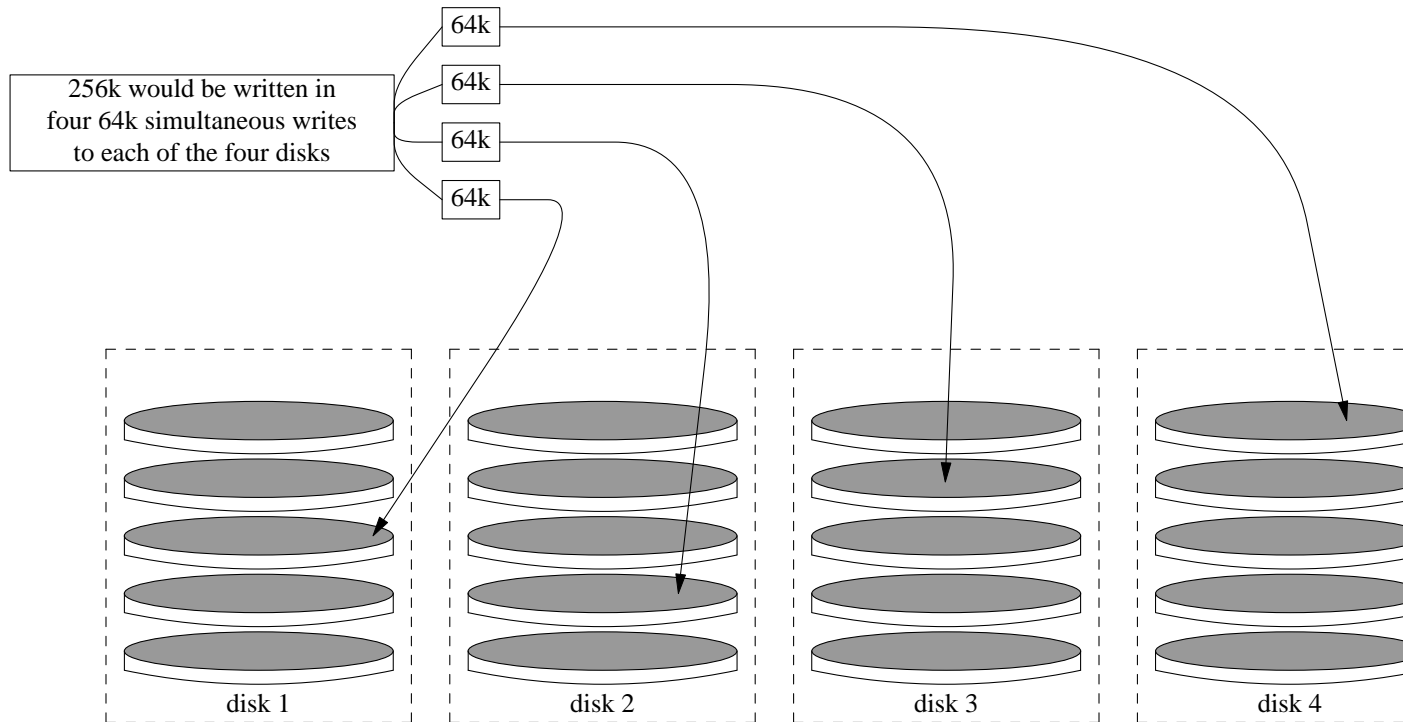 64k
256k would be written in
four 64k simultaneous writes
to each of the four disks
64k
64k
64k
disk 1
disk 2
disk 3
disk 4